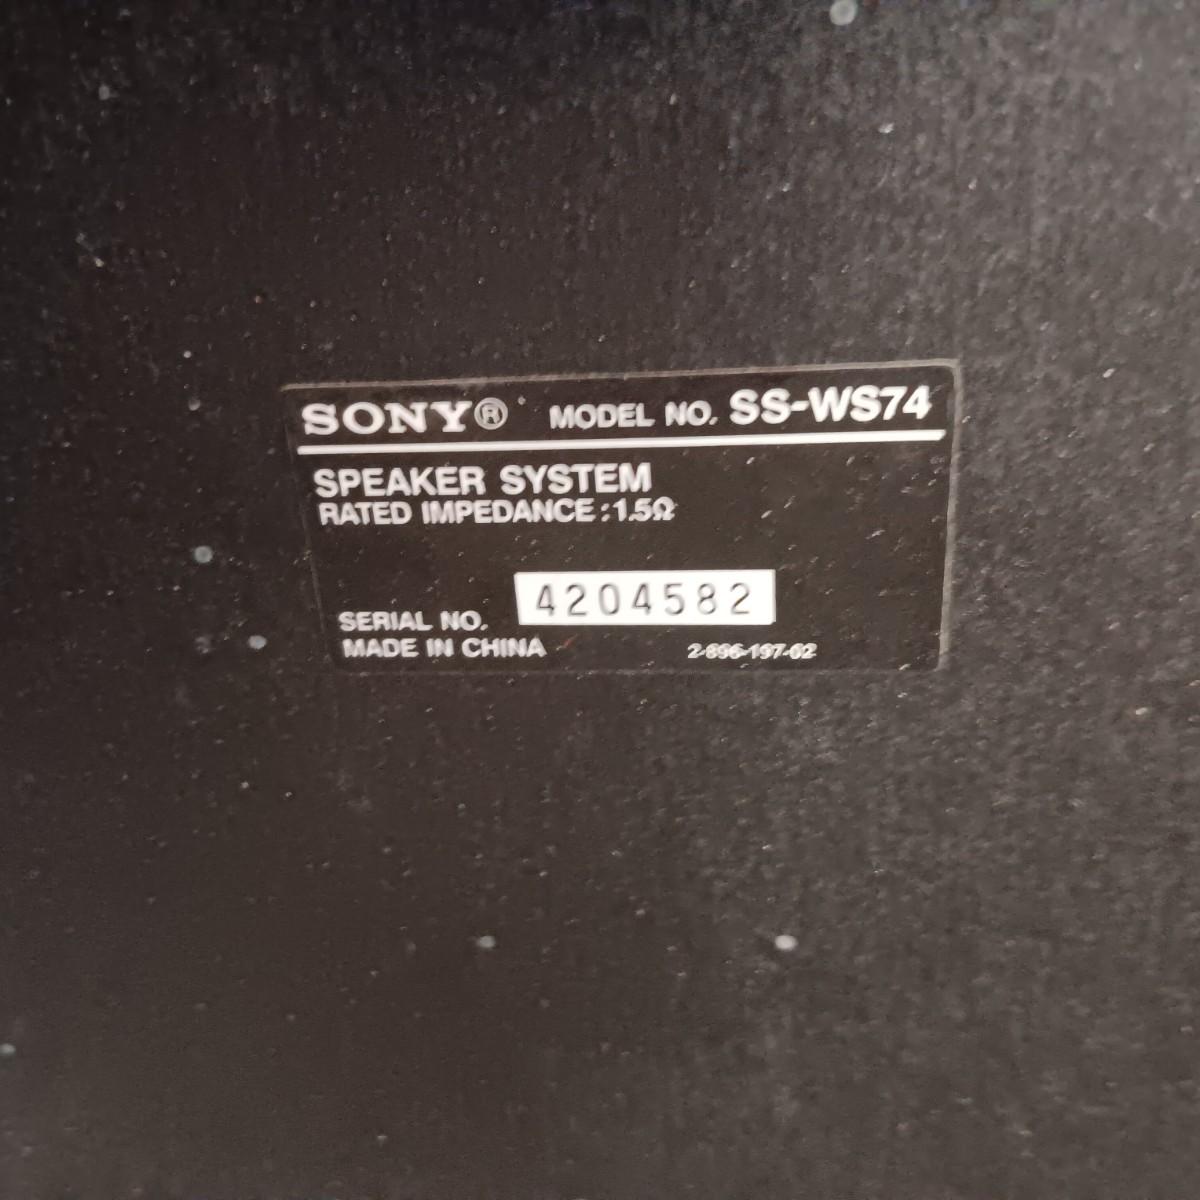 SONY® MODEL NO. SS-WS74
SPEAKER SYSTEM
RATED IMPEDANCE : 1.5Ω
SERIAL NO. 4204582
MADE IN CHINA 2-896-197-02